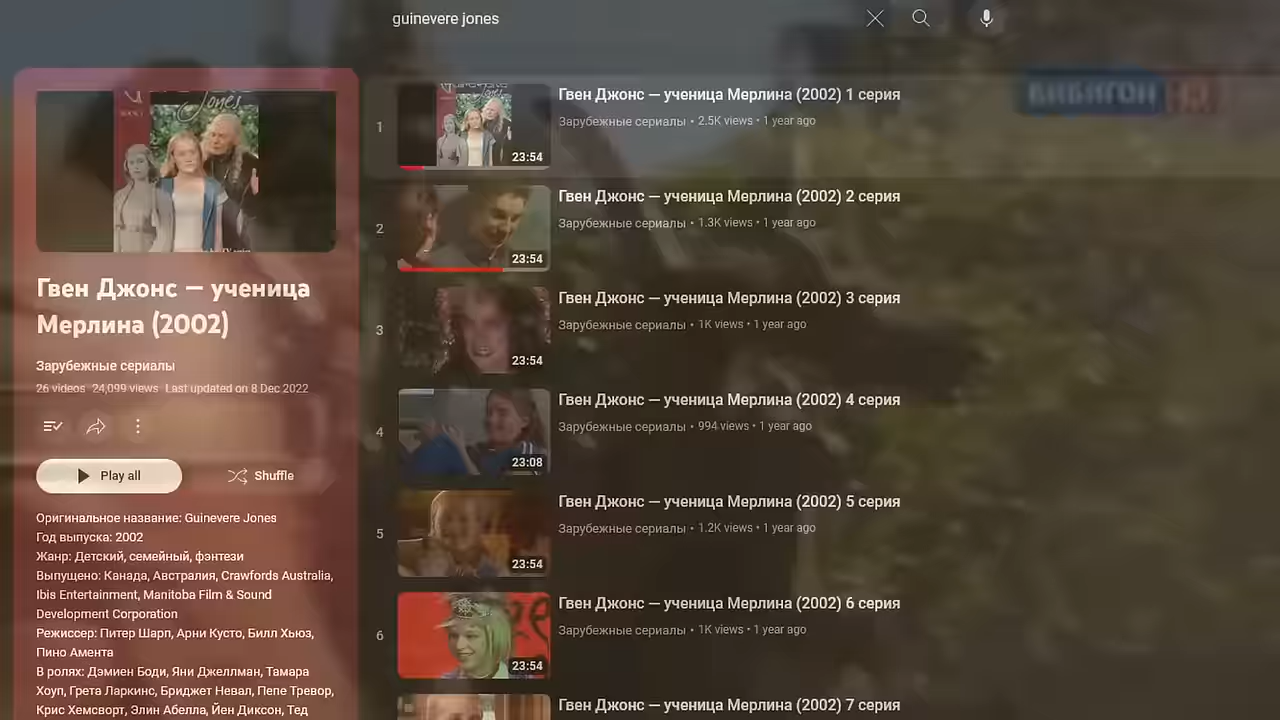 guinevere jones
ВИБИГОН
Jones
Гвен Джонс — ученица
Мерлина (2002)
Зарубежные сериалы
26 videos 24,099 views Last updated on 8 Dec 2022
Play all
Shuffle
Оригинальное название: Guinevere Jones
Год выпуска: 2002
Жанр: Детский, семейный, фэнтези
Выпущено: Канада, Австралия, Crawfords Australia,
Ibis Entertainment, Manitoba Film & Sound
Development Corporation
Режиссер: Питер Шарп, Арни Кусто, Билл Хьюз,
Пино Амента
В ролях: Дэмиен Боди, Яни Джеллман, Тамара
Хоуп, Грета Ларкинс, Бриджет Невал, Пепе Тревор,
Крис Хемсворт, Элин Абелла, Йен Диксон, Тед
1
23:54
Гвен Джонс — ученица Мерлина (2002) 1 серия
Зарубежные сериалы • 2.5K views • 1 year ago
2
23:54
Гвен Джонс — ученица Мерлина (2002) 2 серия
Зарубежные сериалы • 1.3K views • 1 year ago
3
23:54
Гвен Джонс — ученица Мерлина (2002) 3 серия
Зарубежные сериалы • 1K views • 1 year ago
4
23:08
Гвен Джонс — ученица Мерлина (2002) 4 серия
Зарубежные сериалы • 994 views • 1 year ago
5
23:54
Гвен Джонс — ученица Мерлина (2002) 5 серия
Зарубежные сериалы • 1.2K views • 1 year ago
6
23:54
Гвен Джонс — ученица Мерлина (2002) 6 серия
Зарубежные сериалы • 1K views • 1 year ago
Гвен Джонс — ученица Мерлина (2002) 7 серия